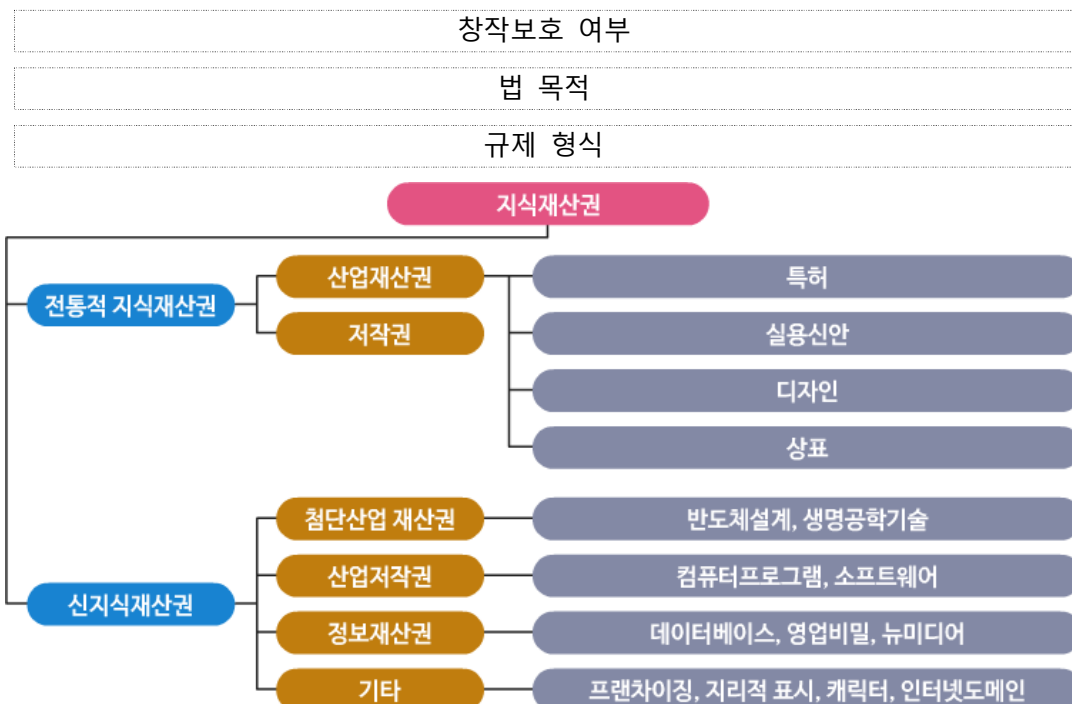 창작보호 여부
법 목적
규제 형식
지식재산권
전통적 지식재산권
산업재산권
특허
저작권
실용신안
디자인
상표
신지식재산권
첨단산업 재산권
반도체설계, 생명공학기술
산업저작권
컴퓨터프로그램, 소프트웨어
정보재산권
데이터베이스, 영업비밀, 뉴미디어
기타
프랜차이징, 지리적 표시, 캐릭터, 인터넷도메인